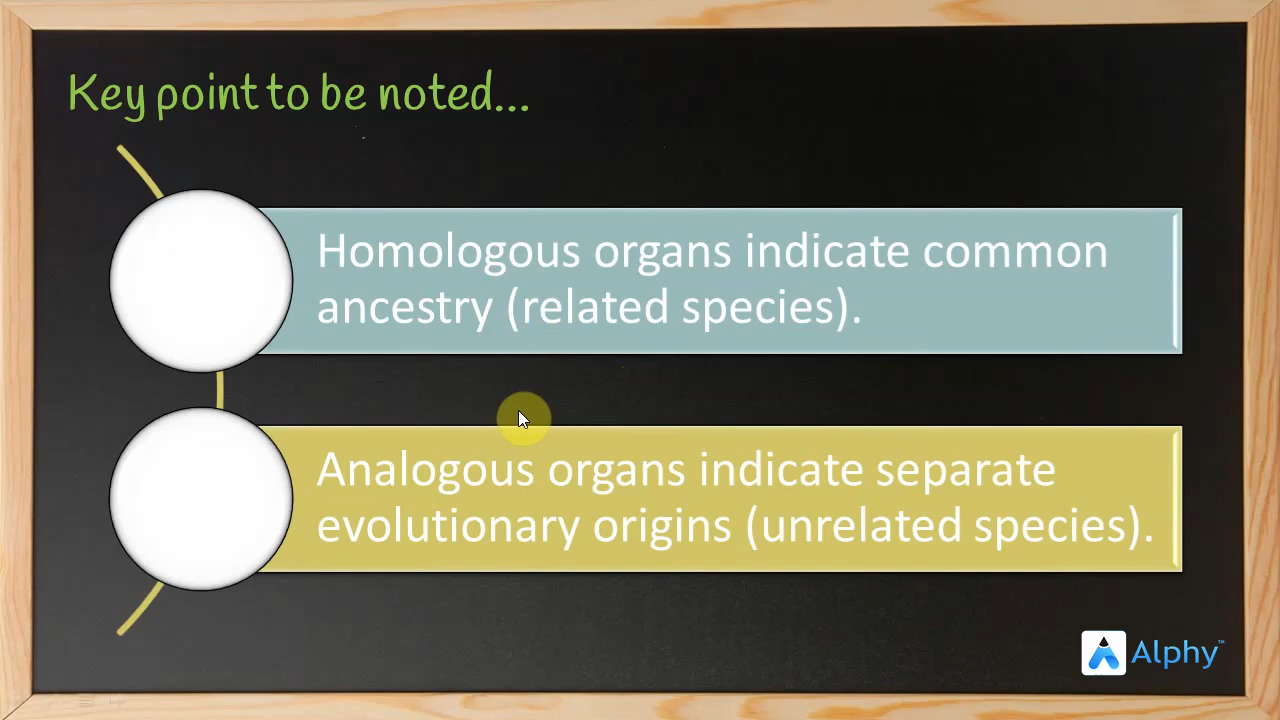 Key point to be noted...
Homologous organs indicate common
ancestry (related species).
Analogous organs indicate separate
evolutionary origins (unrelated species).
Alphy™